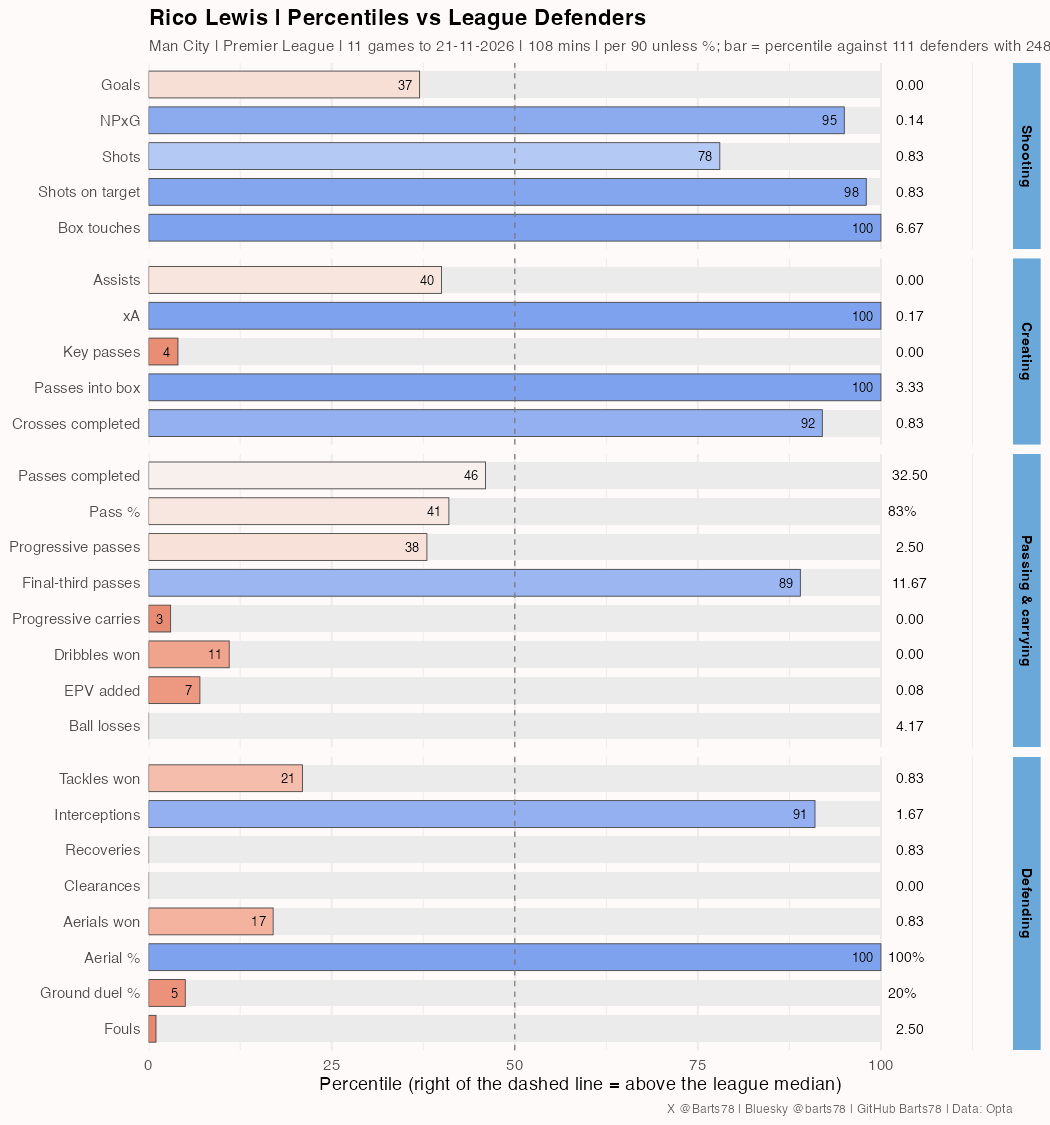 Rico Lewis | Percentiles vs League Defenders
Man City | Premier League | 11 games to 21-11-2026 | 108 mins | per 90 unless %; bar = percentile against 111 defenders with 248
Shooting
Goals 37 0.00
NPxG 95 0.14
Shots 78 0.83
Shots on target 98 0.83
Box touches 100 6.67
Creating
Assists 40 0.00
xA 100 0.17
Key passes 4 0.00
Passes into box 100 3.33
Crosses completed 92 0.83
Passing & carrying
Passes completed 46 32.50
Pass % 41 83%
Progressive passes 38 2.50
Final-third passes 89 11.67
Progressive carries 3 0.00
Dribbles won 11 0.00
EPV added 7 0.08
Ball losses 4.17
Defending
Tackles won 21 0.83
Interceptions 91 1.67
Recoveries 0.83
Clearances 0.00
Aerials won 17 0.83
Aerial % 100 100%
Ground duel % 5 20%
Fouls 2.50
0 25 50 75 100
Percentile (right of the dashed line = above the league median)
X @Barts78 | Bluesky @barts78 | GitHub Barts78 | Data: Opta